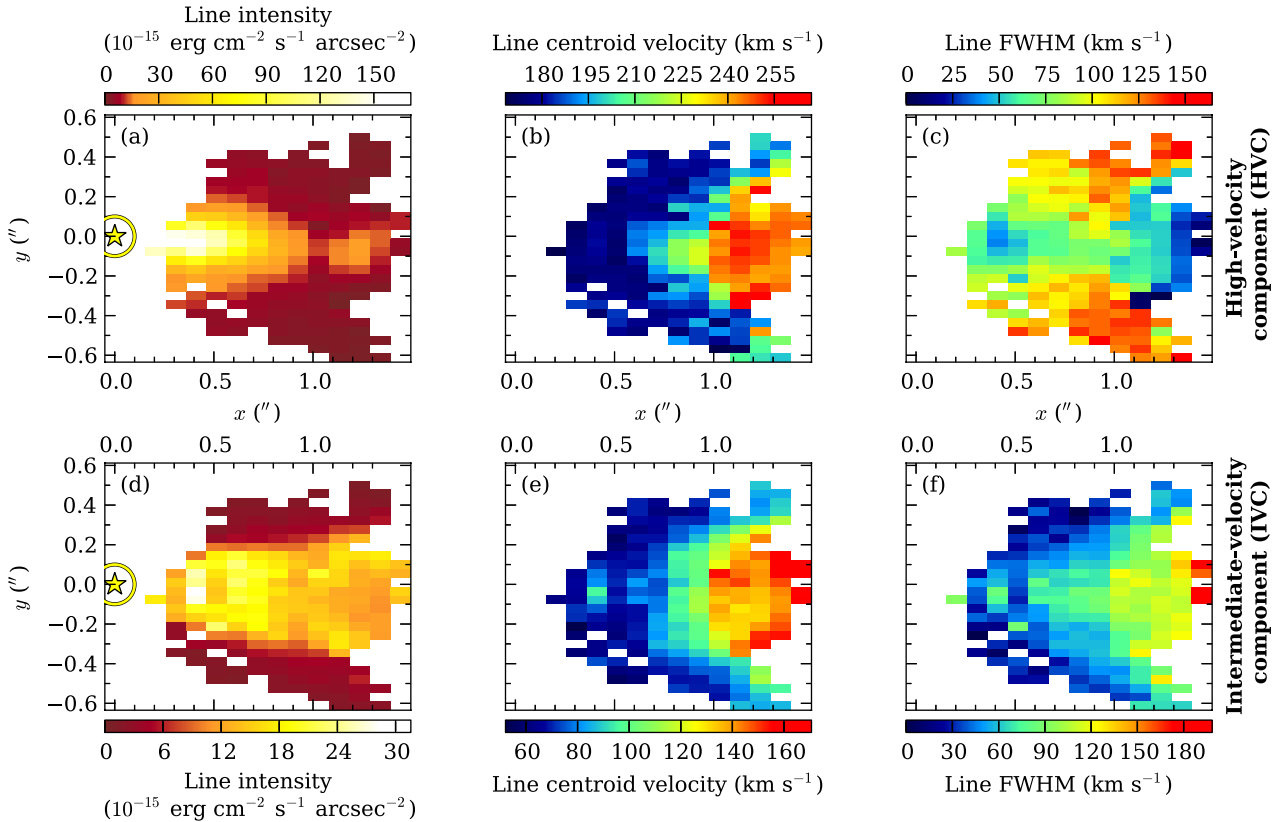 Line intensity
(10⁻¹⁵ erg cm⁻² s⁻¹ arcsec⁻²)
0 30 60 90 120 150
Line centroid velocity (km s⁻¹)
180 195 210 225 240 255
Line FWHM (km s⁻¹)
0 25 50 75 100 125 150
(a)
(b)
(c)
0.6
0.4
0.2
0.0
−0.2
−0.4
−0.6
y (″)
0.0 0.5 1.0
x (″)
0.0 0.5 1.0
0.0 0.5 1.0
x (″)
High-velocity
component (HVC)
0.0 0.5 1.0
0.0 0.5 1.0
0.0 0.5 1.0
(d)
(e)
(f)
0.6
0.4
0.2
0.0
−0.2
−0.4
−0.6
y (″)
Intermediate-velocity
component (IVC)
0 6 12 18 24 30
Line intensity
(10⁻¹⁵ erg cm⁻² s⁻¹ arcsec⁻²)
60 80 100 120 140 160
Line centroid velocity (km s⁻¹)
0 30 60 90 120 150 180
Line FWHM (km s⁻¹)